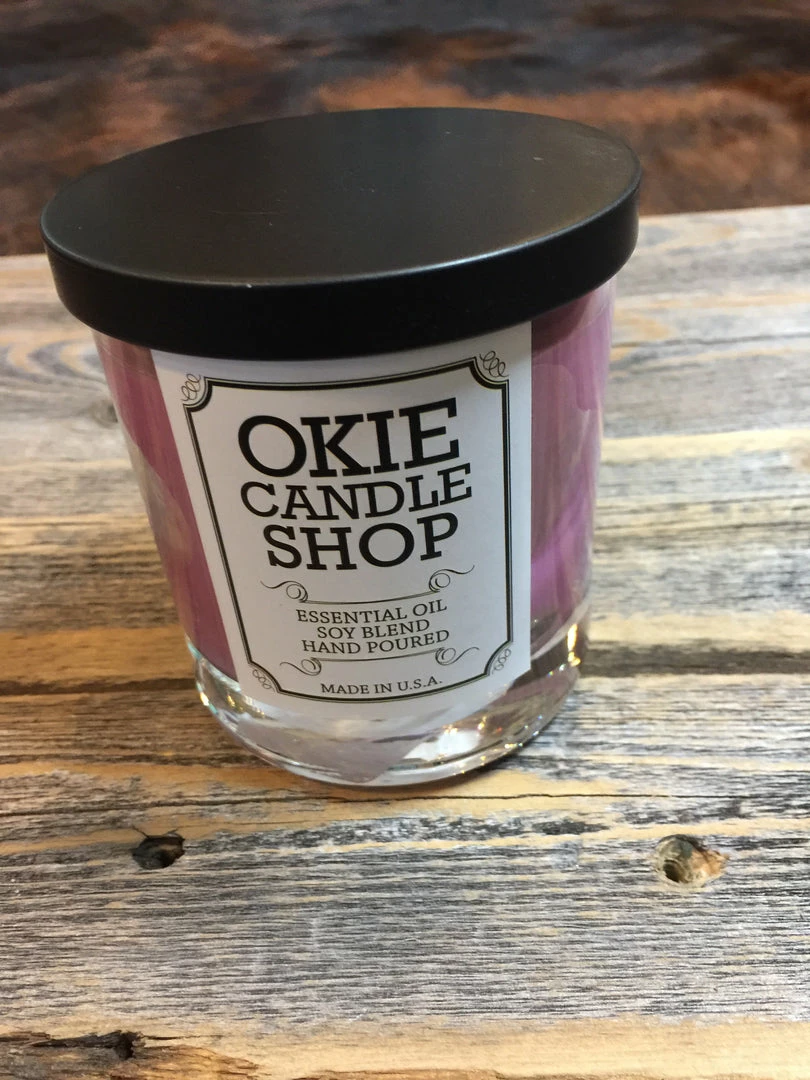 OKIE
CANDLE
SHOP
ESSENTIAL OIL
SOY BLEND
HAND POURED
MADE IN U.S.A.